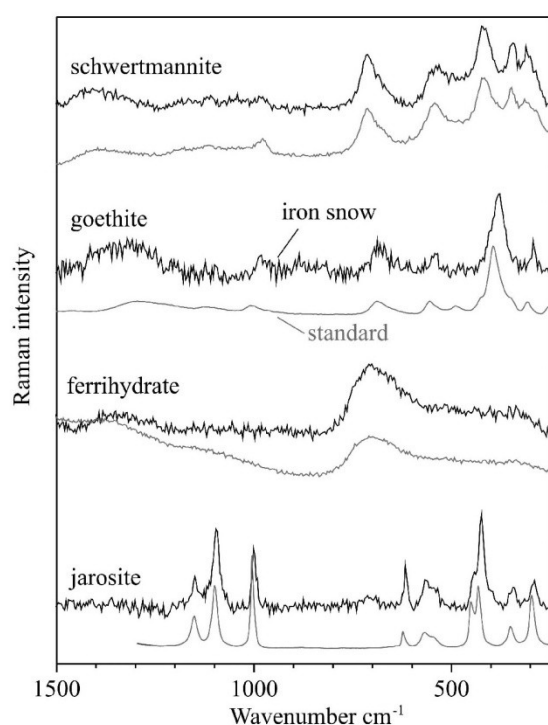 schwertmannite
goethite
iron snow
standard
ferrihydrate
jarosite
Raman intensity
1500
1000
500
Wavenumber cm-1